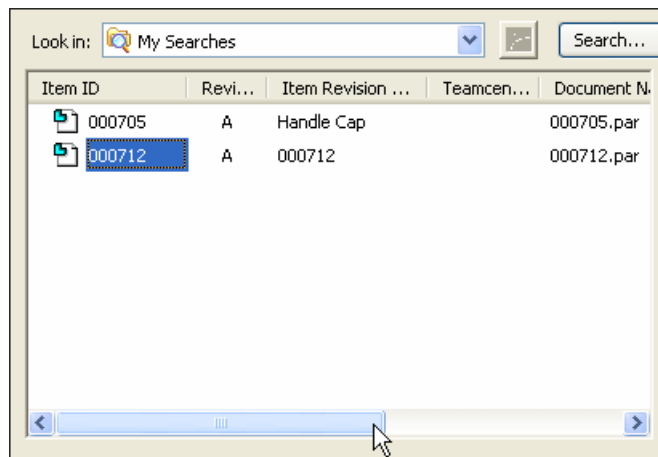 Look in: My Searches Search...
Item ID Revi... Item Revision ... Teamcen... Document N
000705 A Handle Cap 000705.par
000712 A 000712 000712.par